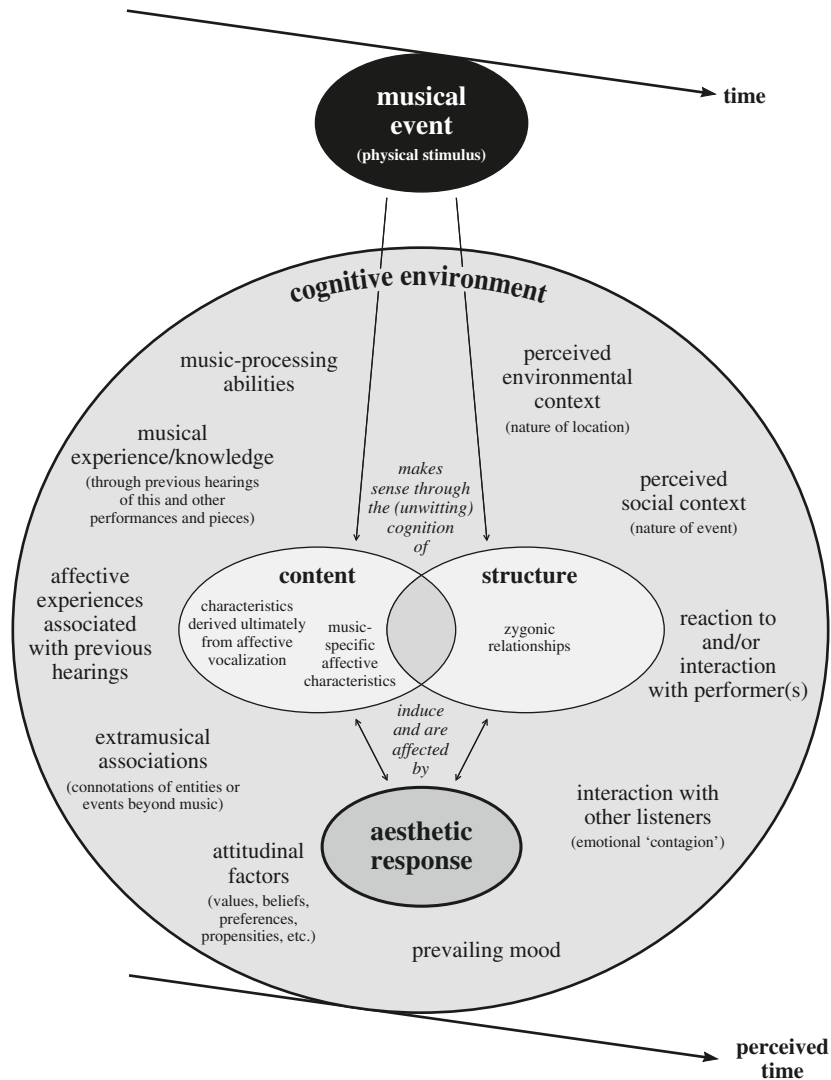 time
musical
event
(physical stimulus)
cognitive environment
music-processing
abilities
perceived
environmental
context
(nature of location)
musical
experience/knowledge
(through previous hearings
of this and other
performances and pieces)
makes
sense through
the (unwitting)
cognition
of
perceived
social context
(nature of event)
affective
experiences
associated
with previous
hearings
content
characteristics
derived ultimately
from affective
vocalization
music-
specific
affective
characteristics
structure
zygonic
relationships
reaction to
and/or
interaction
with performer(s)
induce
and are
affected
by
extramusical
associations
(connotations of entities or
events beyond music)
interaction with
other listeners
(emotional ‘contagion’)
aesthetic
response
attitudinal
factors
(values, beliefs,
preferences,
propensities, etc.)
prevailing mood
perceived
time